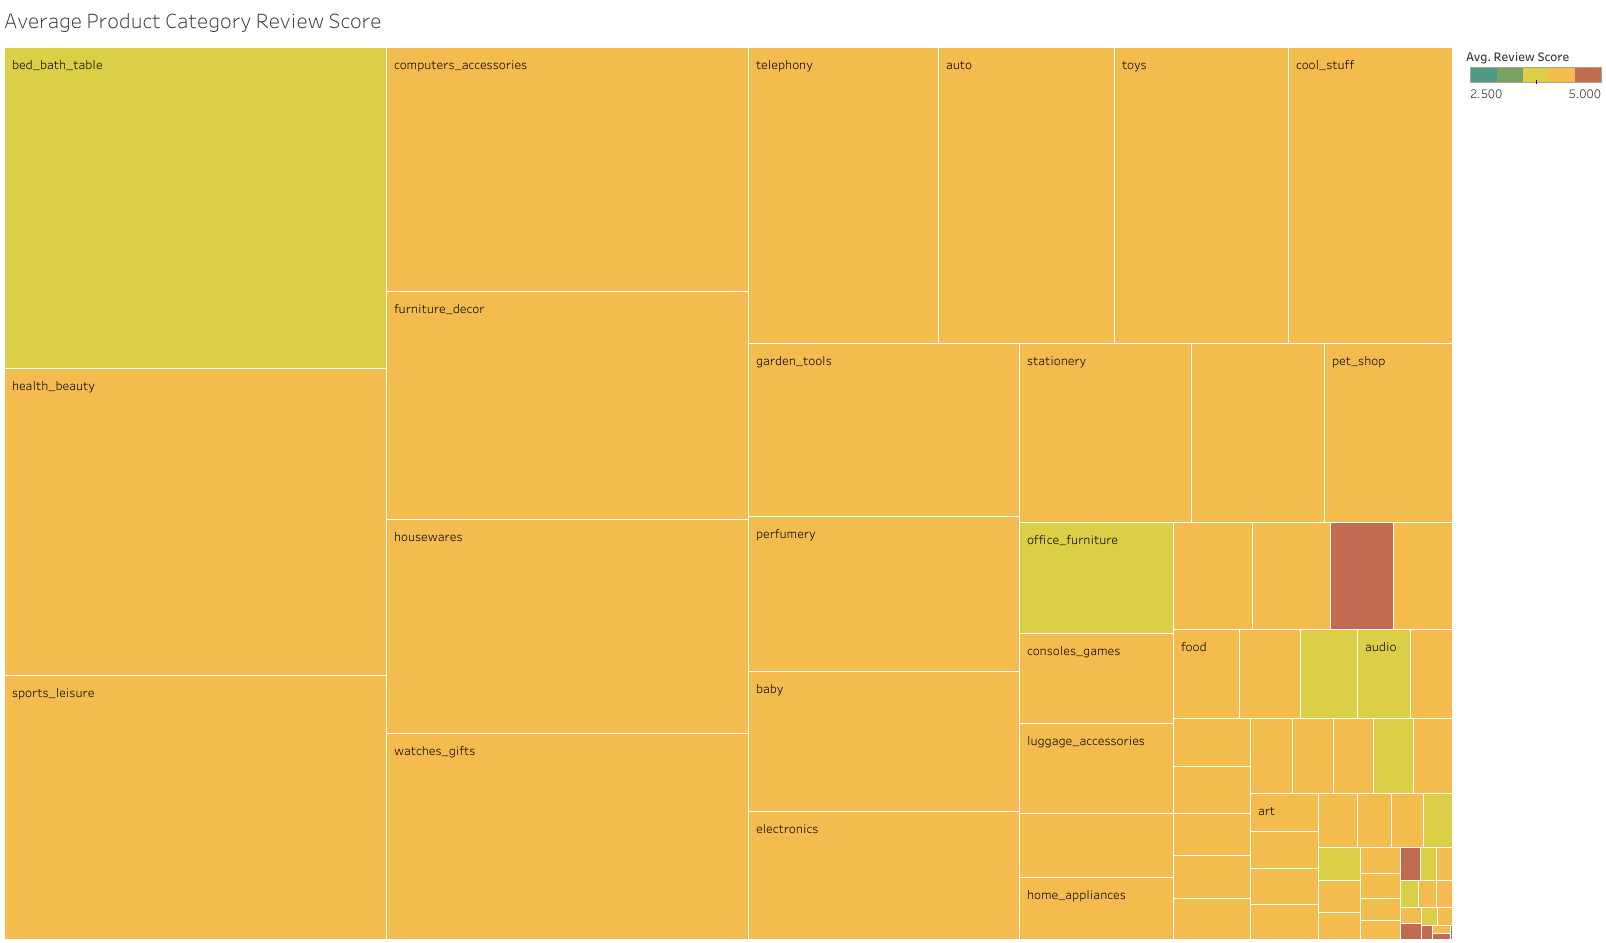 Average Product Category Review Score
bed_bath_table
computers_accessories
telephony
auto
toys
cool_stuff
Avg. Review Score
2.500
5.000
furniture_decor
garden_tools
stationery
pet_shop
health_beauty
housewares
perfumery
office_furniture
consoles_games
food
audio
sports_leisure
baby
luggage_accessories
watches_gifts
art
electronics
home_appliances